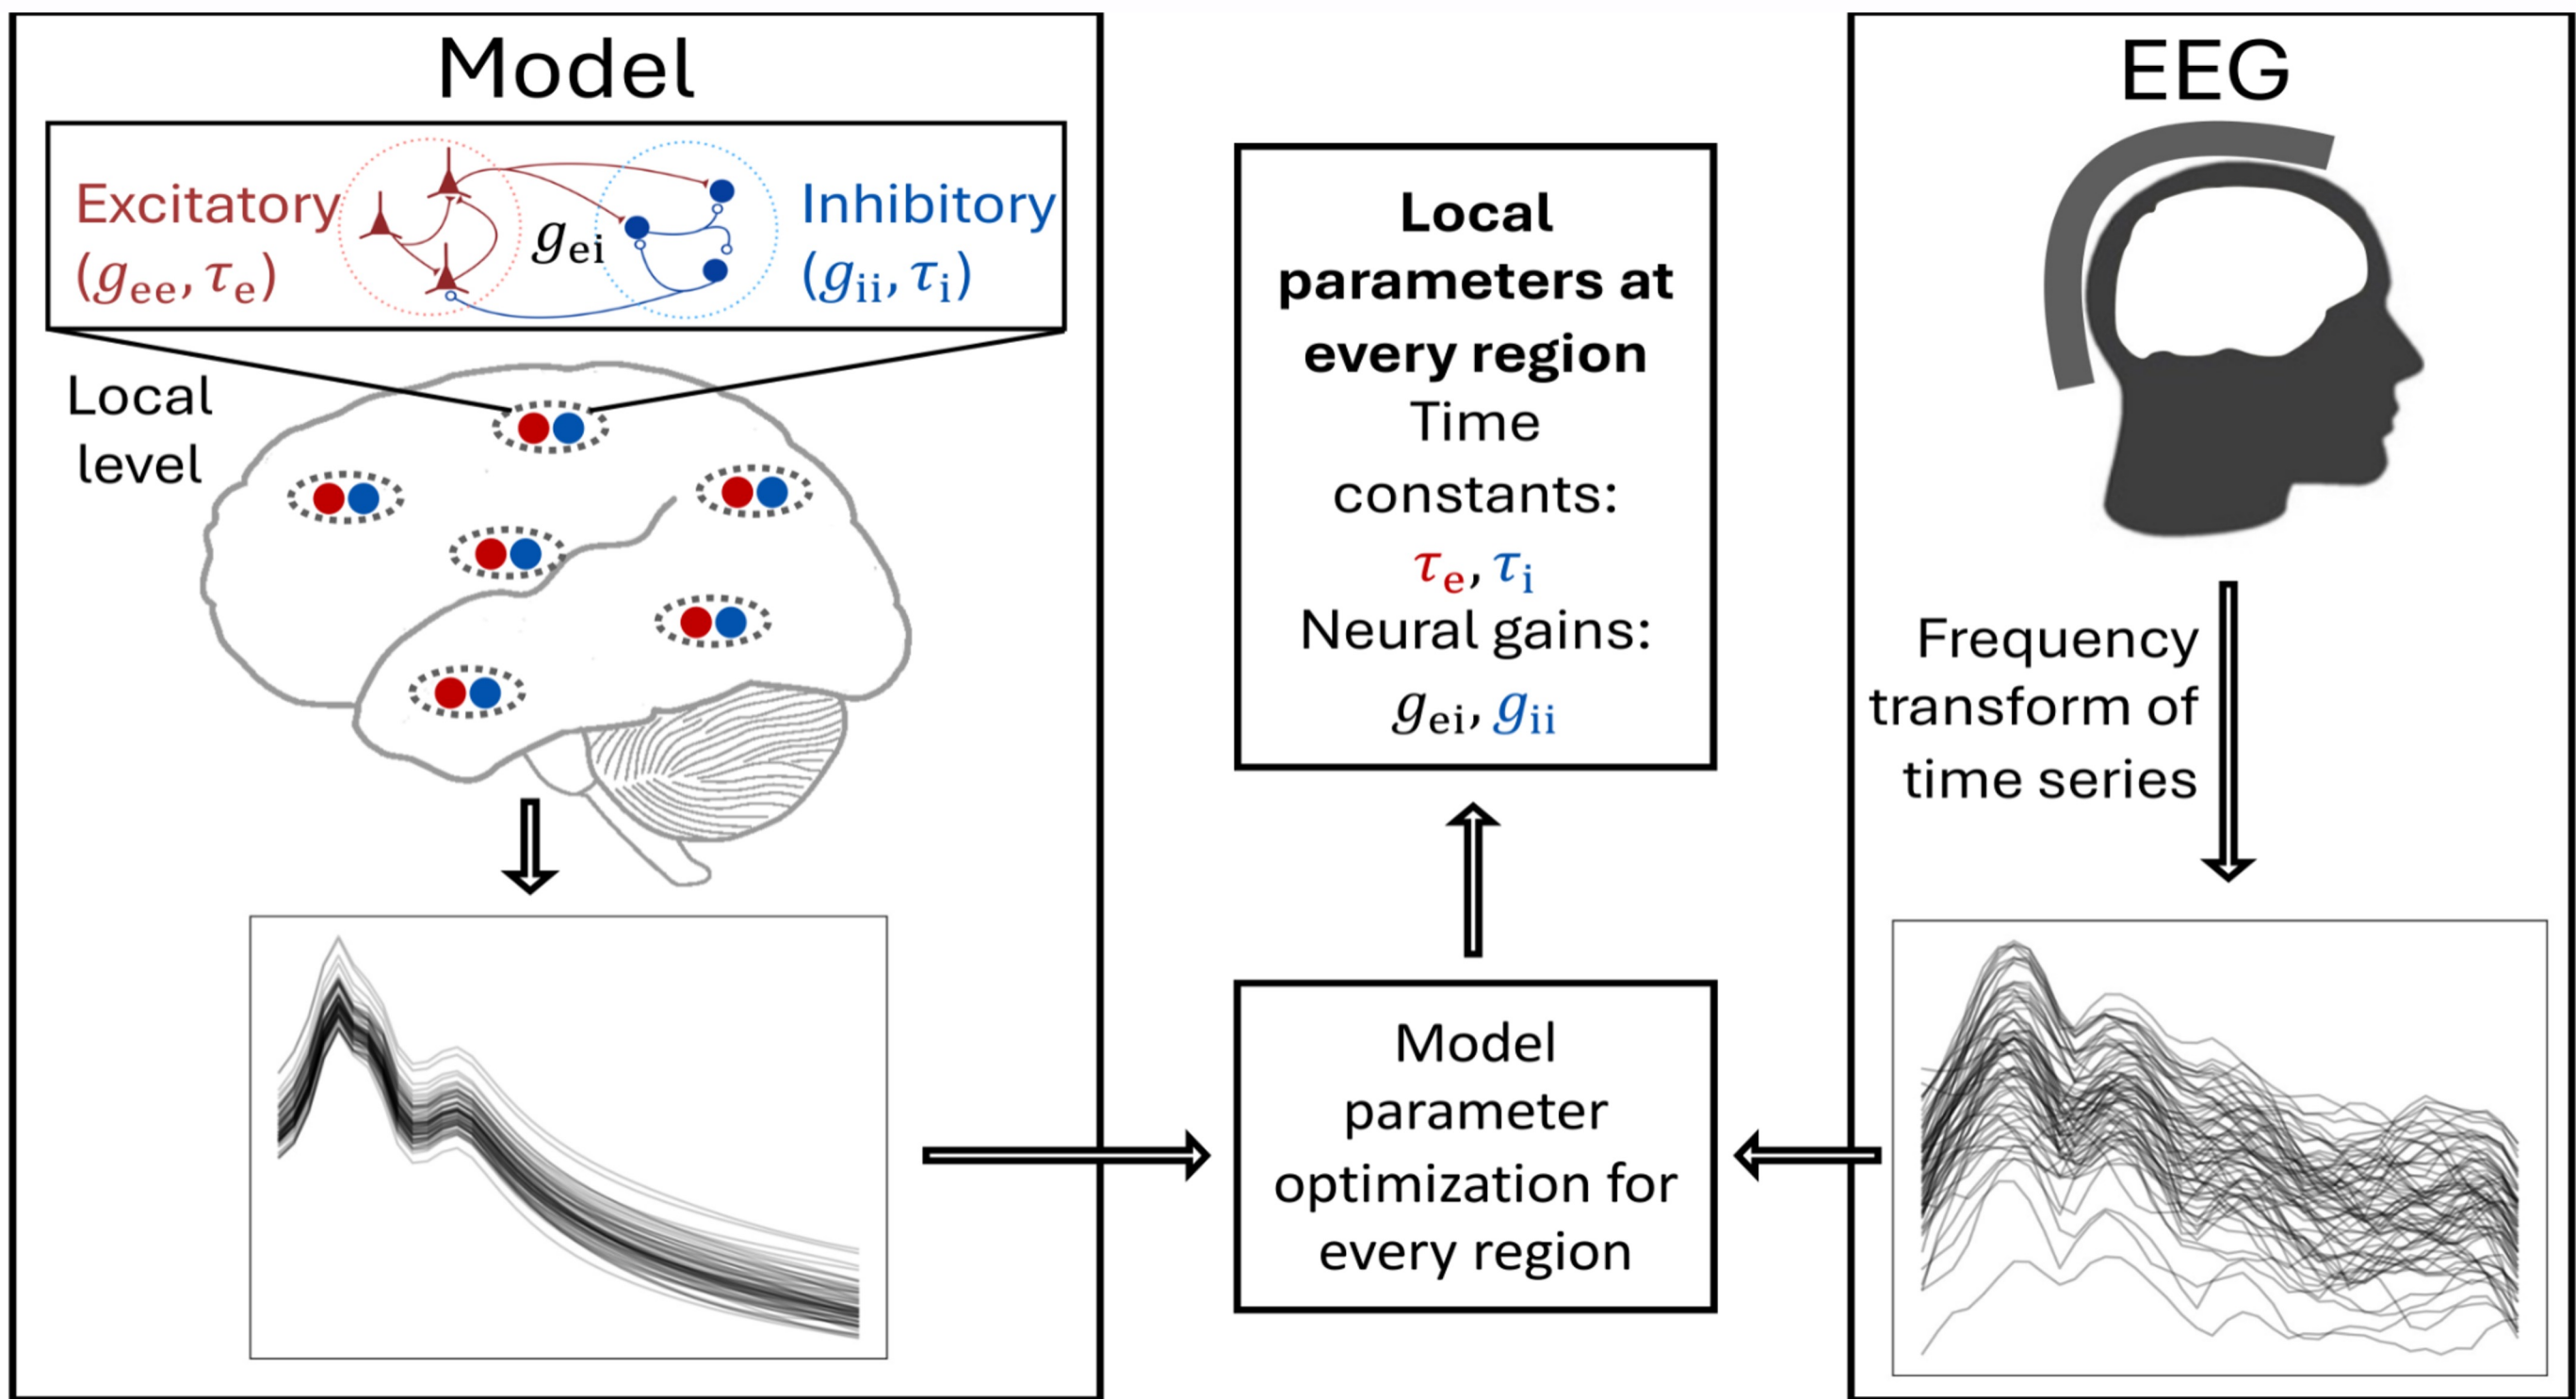 Model
Excitatory
(gee, τe)
gei
Inhibitory
(gii, τi)
Local
level
Local
parameters at
every region
Time
constants:
τe, τi
Neural gains:
gei, gii
Model
parameter
optimization for
every region
EEG
Frequency
transform of
time series